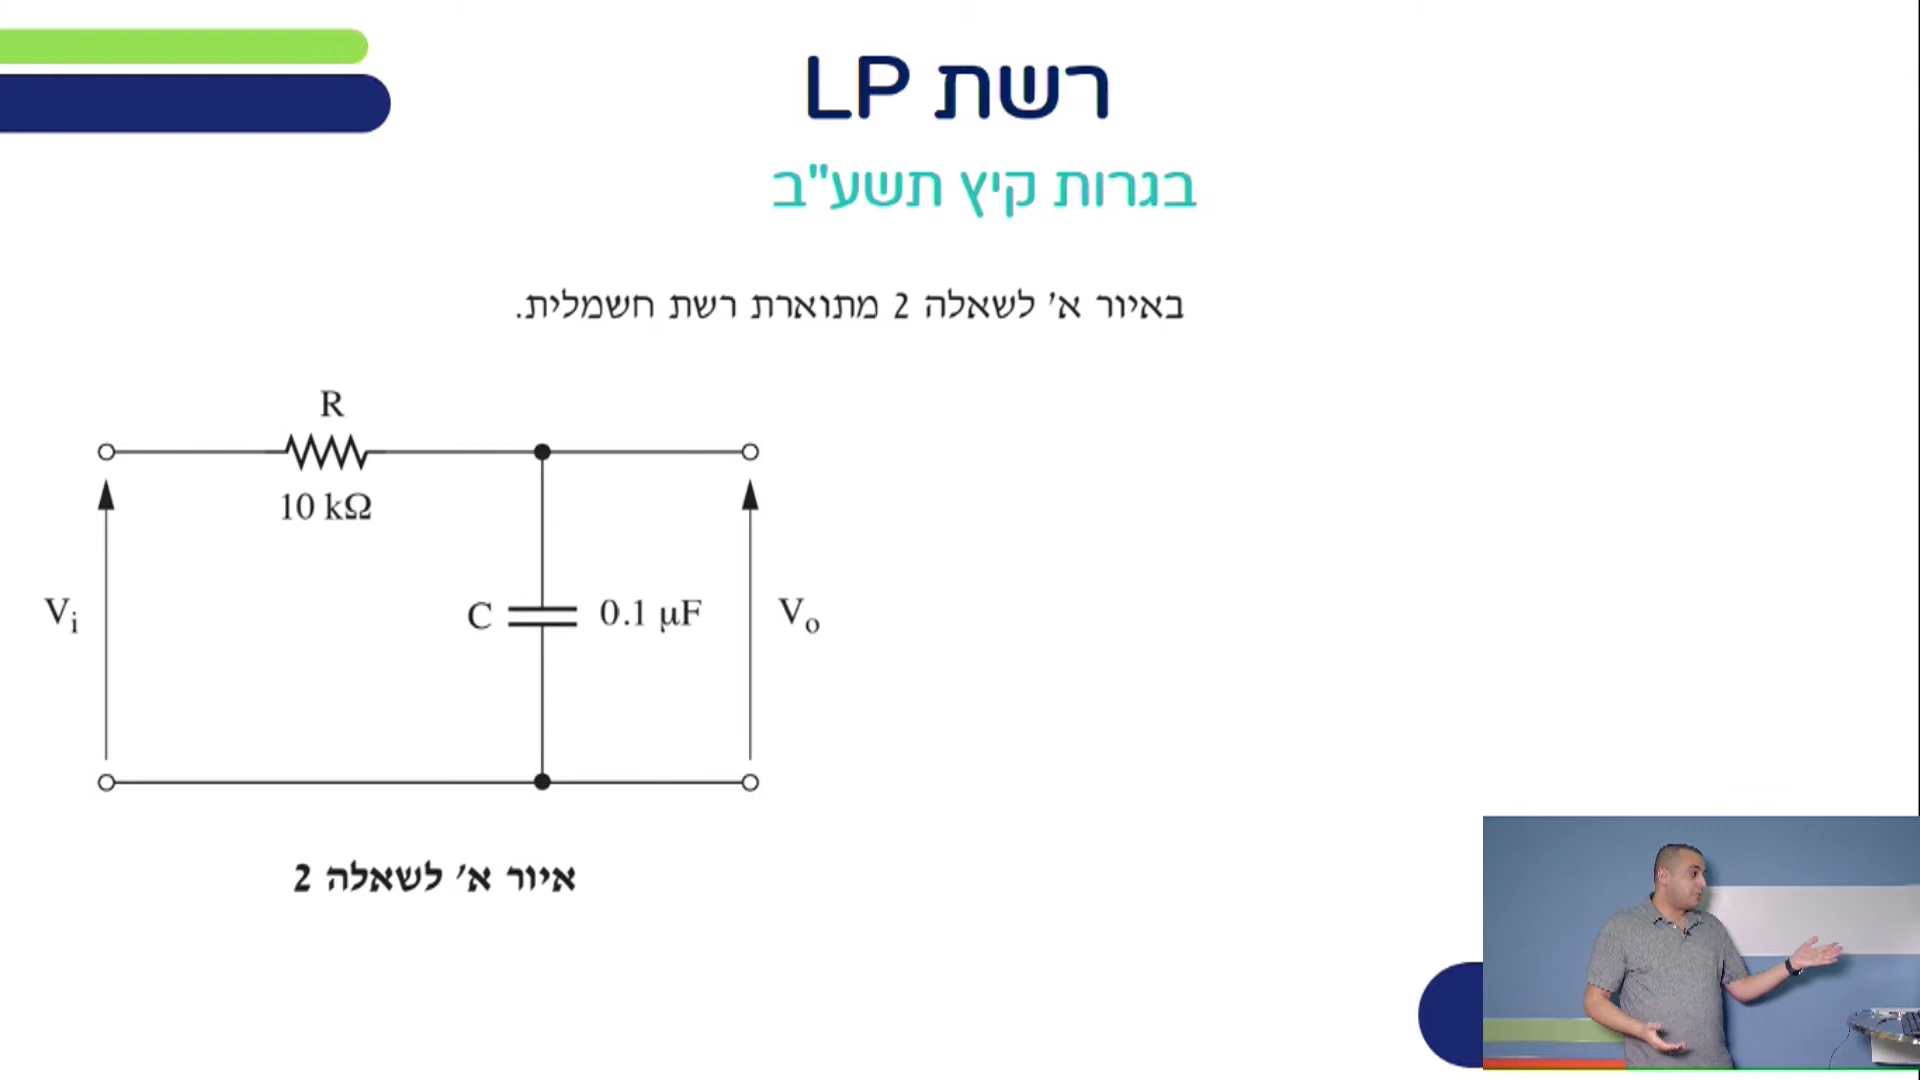 רשת LP
בגרות קיץ תשע"ב
באיור א' לשאלה 2 מתוארת רשת חשמלית.
R
10 kΩ
Vi
C
0.1 µF
Vo
איור א' לשאלה 2